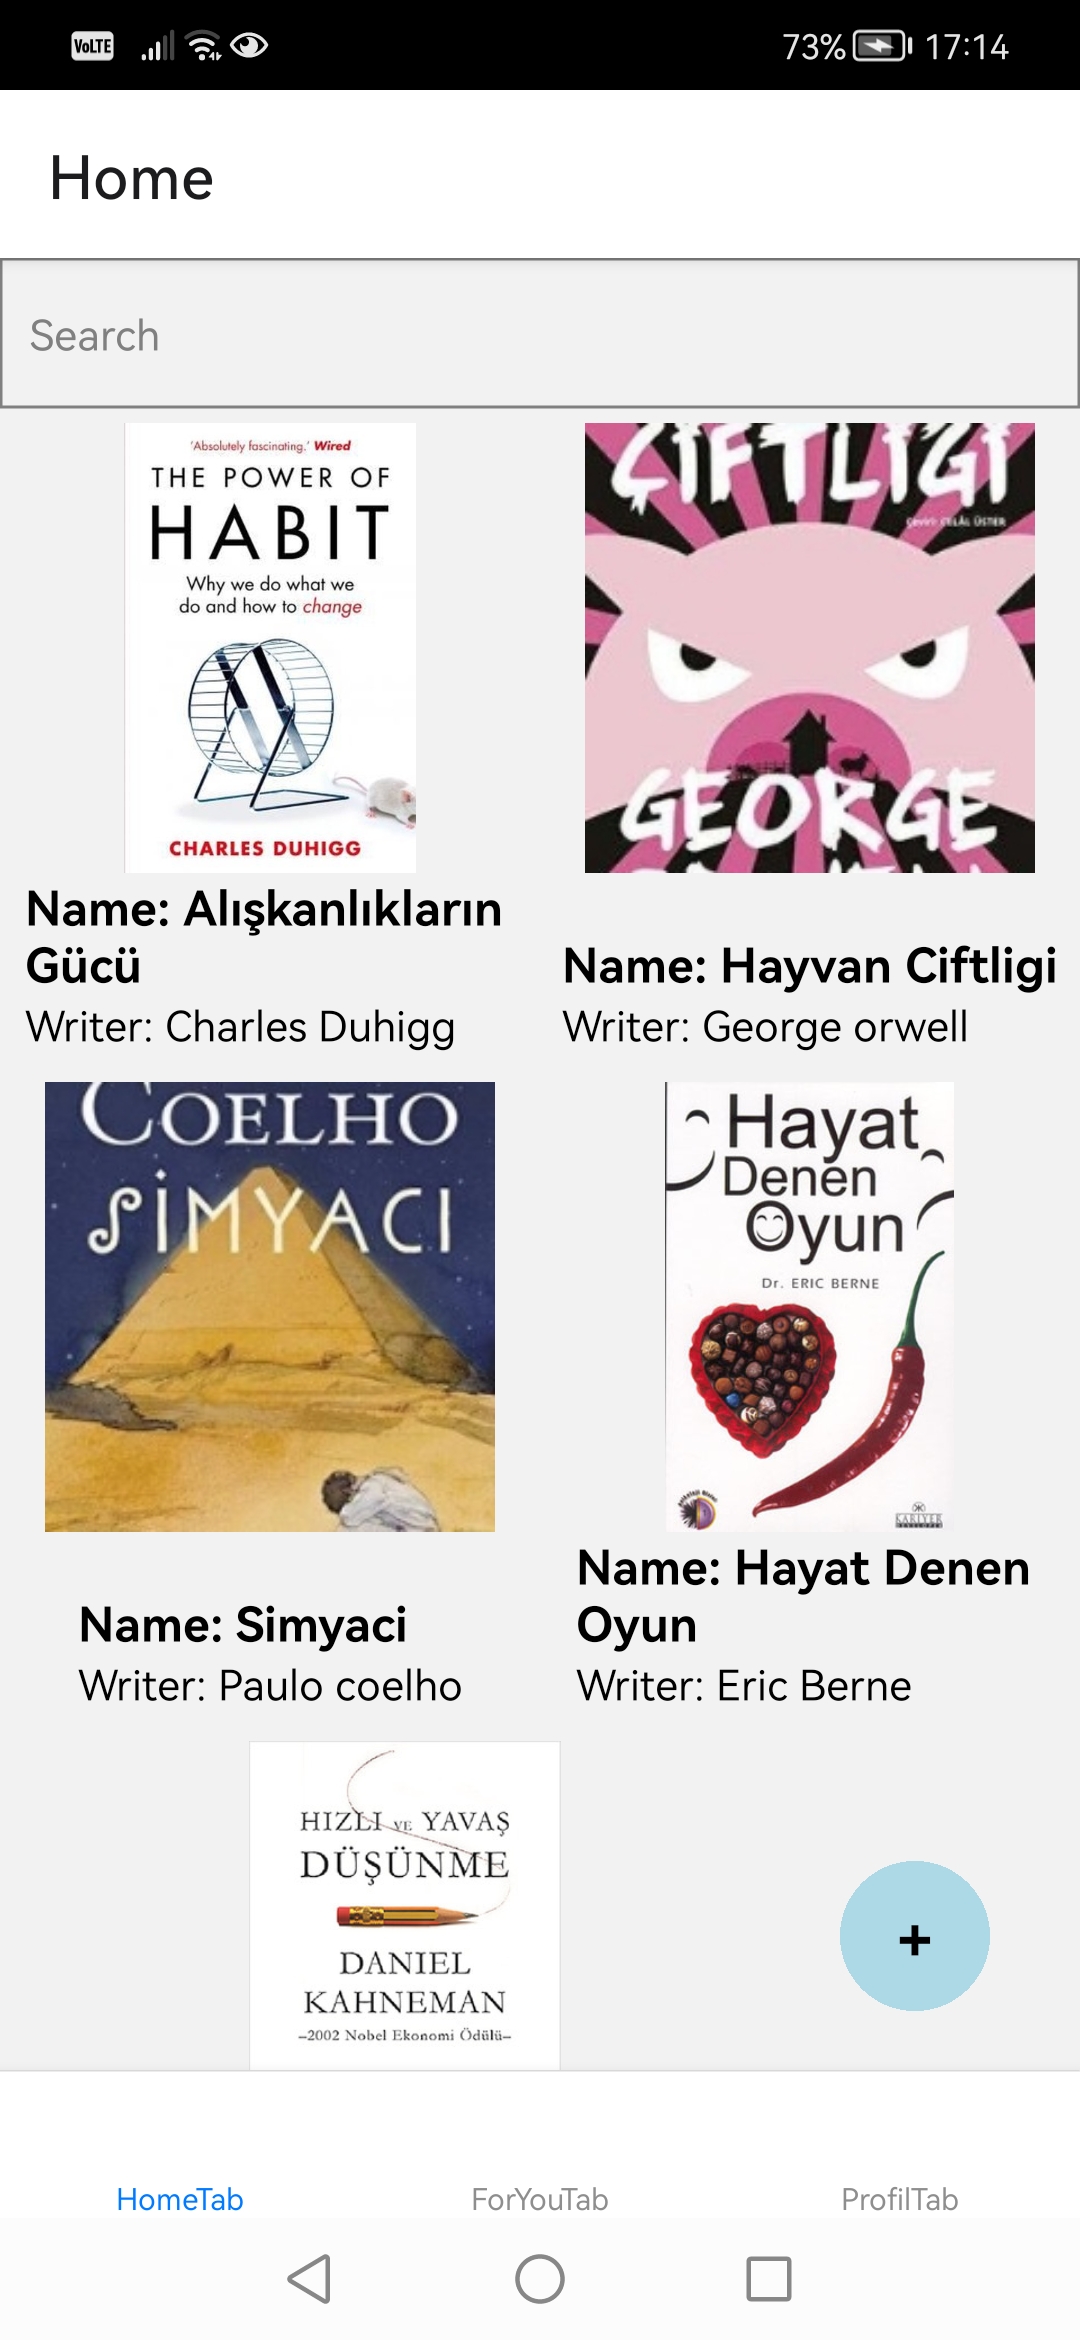 VoLTE
73% 17:14
Home
Search
'Absolutely fascinating.' Wired
THE POWER OF
HABIT
Why we do what we
do and how to change
CHARLES DUHIGG
ÇİFTLİĞİ
Çeviri: CELÂL ÜSTER
GEORGE
Name: Alışkanlıkların
Gücü
Writer: Charles Duhigg
Name: Hayvan Ciftligi
Writer: George orwell
COELHO
SİMYACI
Hayat
Denen
Oyun
Dr. ERIC BERNE
KARİYER
Name: Simyaci
Writer: Paulo coelho
Name: Hayat Denen
Oyun
Writer: Eric Berne
HIZLI VE YAVAŞ
DÜŞÜNME
DANIEL
KAHNEMAN
–2002 Nobel Ekonomi Ödülü–
+
HomeTab
ForYouTab
ProfilTab